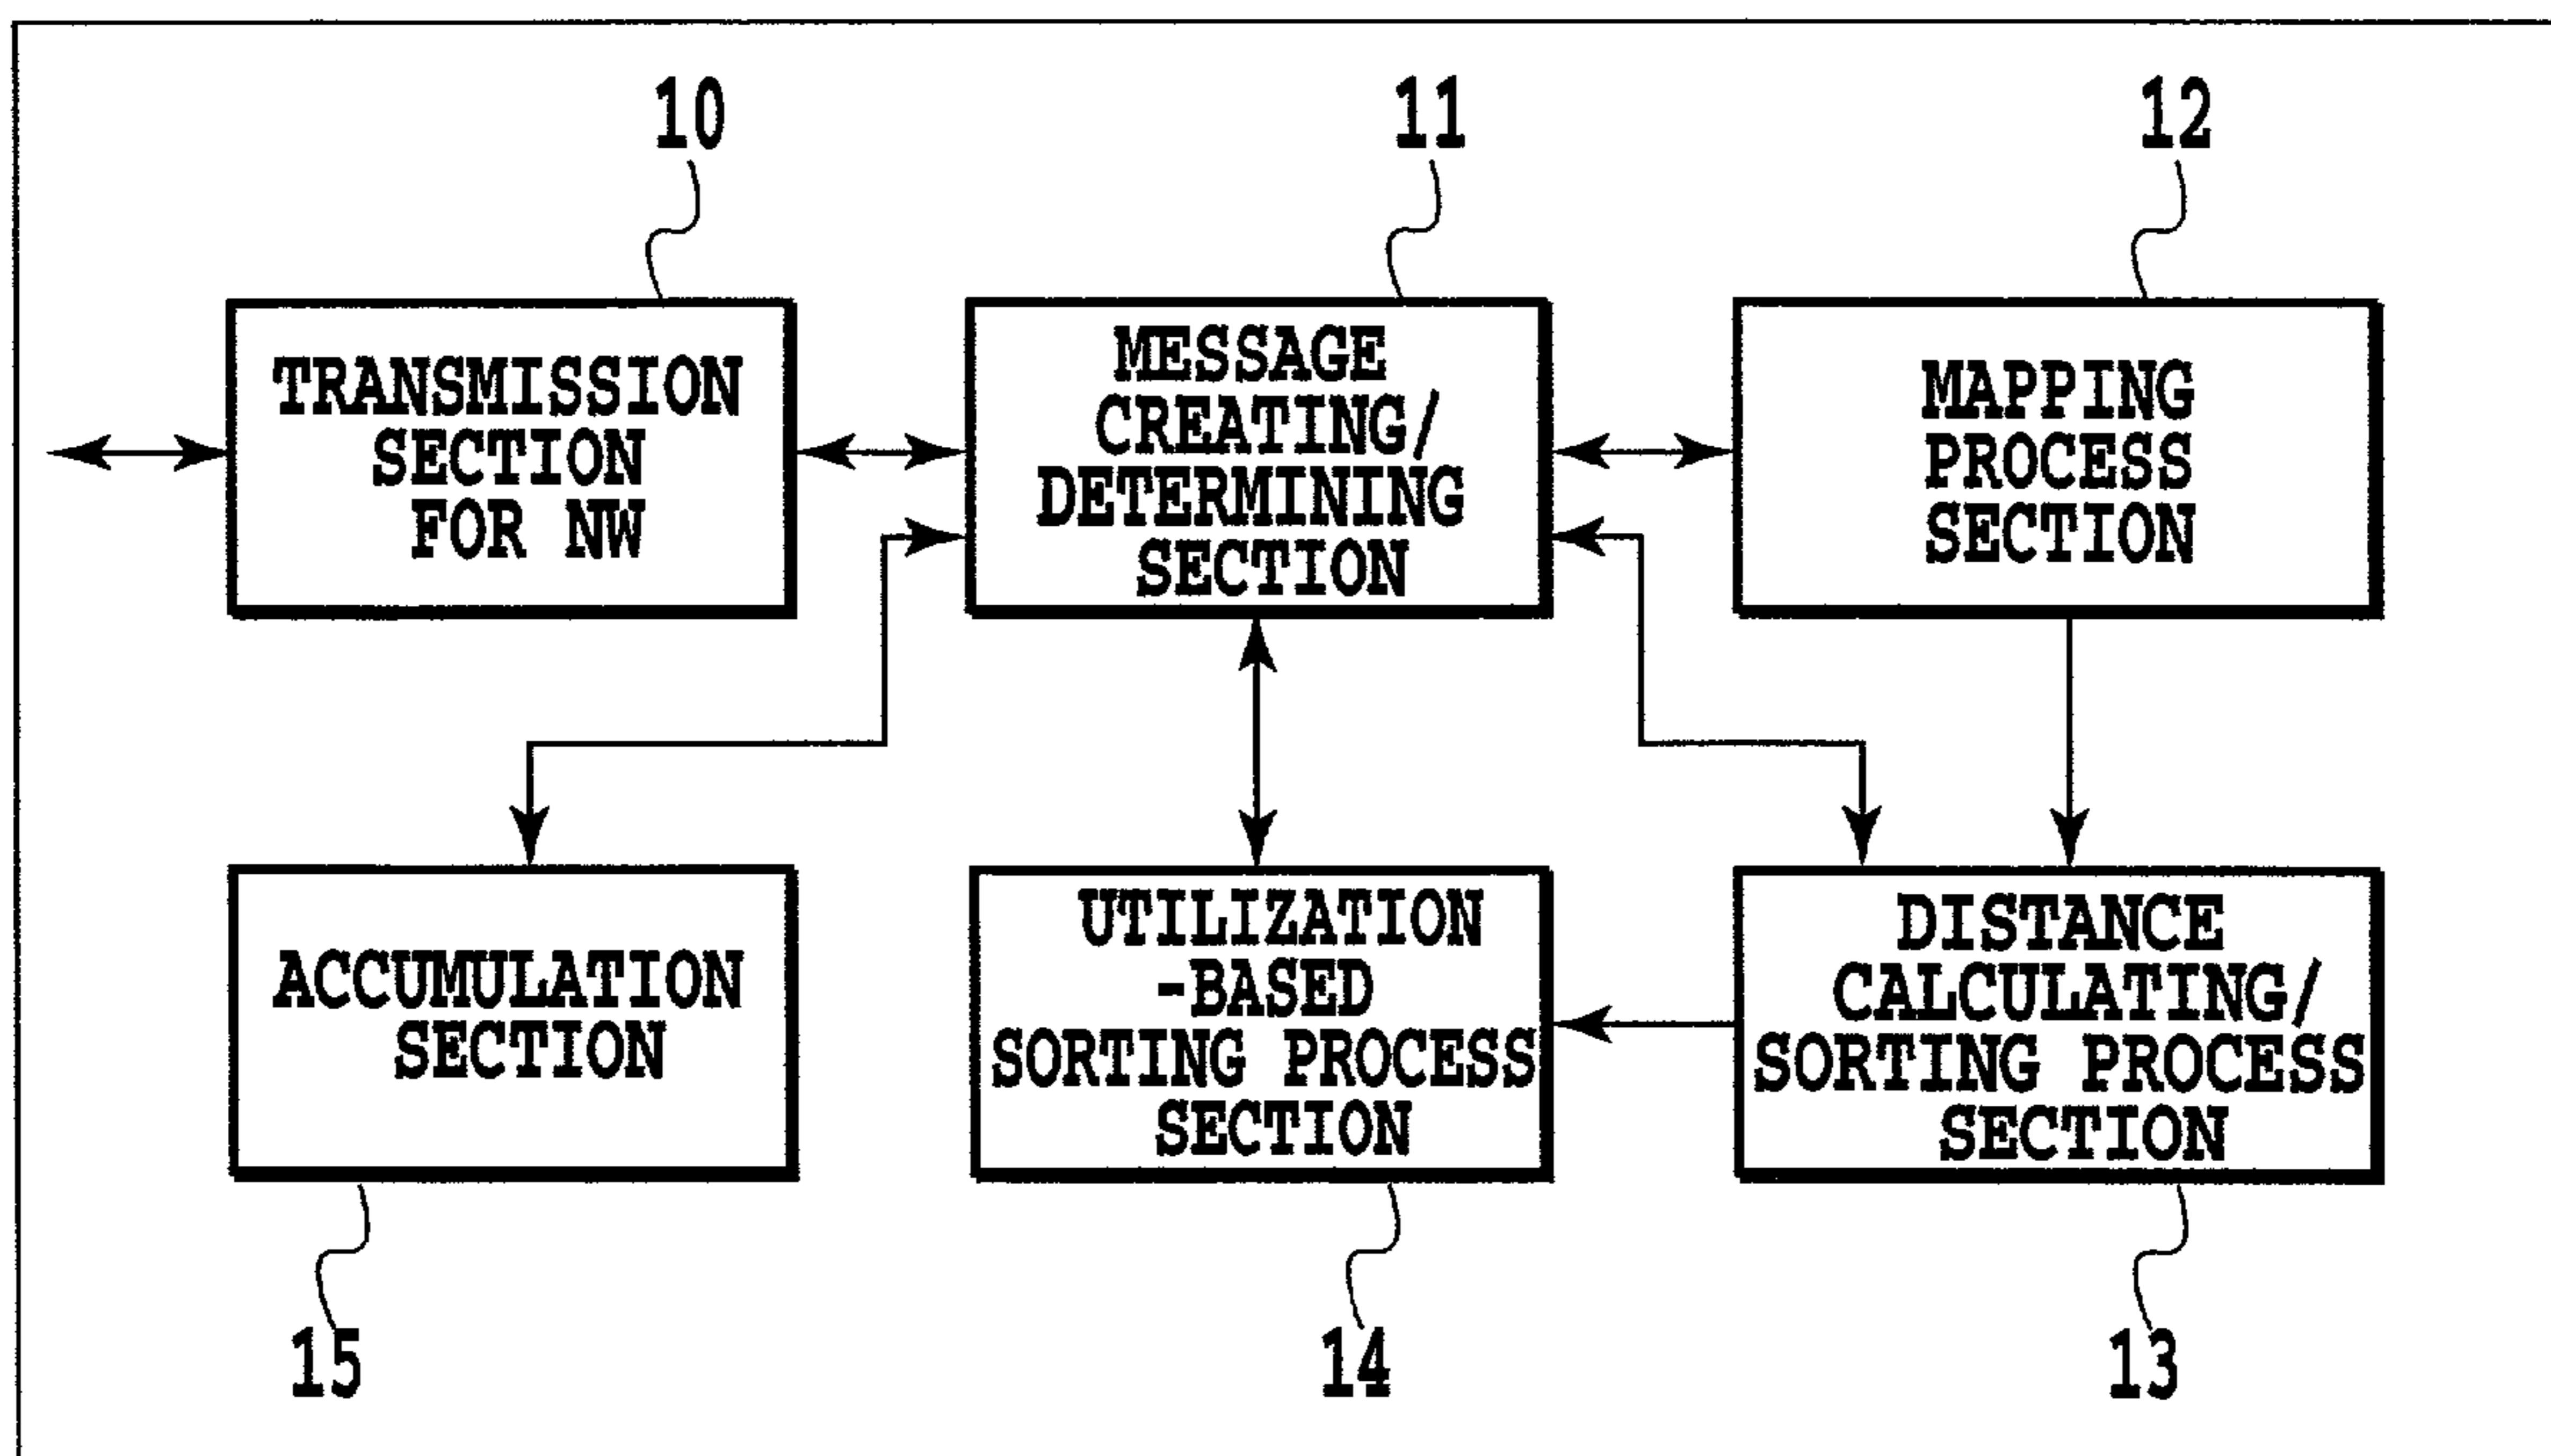 10
11
12
TRANSMISSION
SECTION
FOR NW
MESSAGE
CREATING/
DETERMINING
SECTION
MAPPING
PROCESS
SECTION
ACCUMULATION
SECTION
UTILIZATION
-BASED
SORTING PROCESS
SECTION
DISTANCE
CALCULATING/
SORTING PROCESS
SECTION
15
14
13